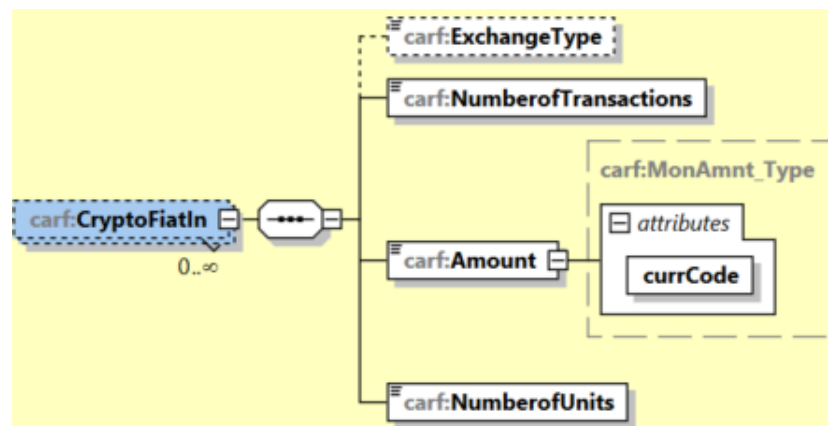 carf:ExchangeType
carf:NumberofTransactions
carf:MonAmnt_Type
carf:CryptoFiatIn
attributes
carf:Amount
currCode
0..∞
carf:NumberofUnits